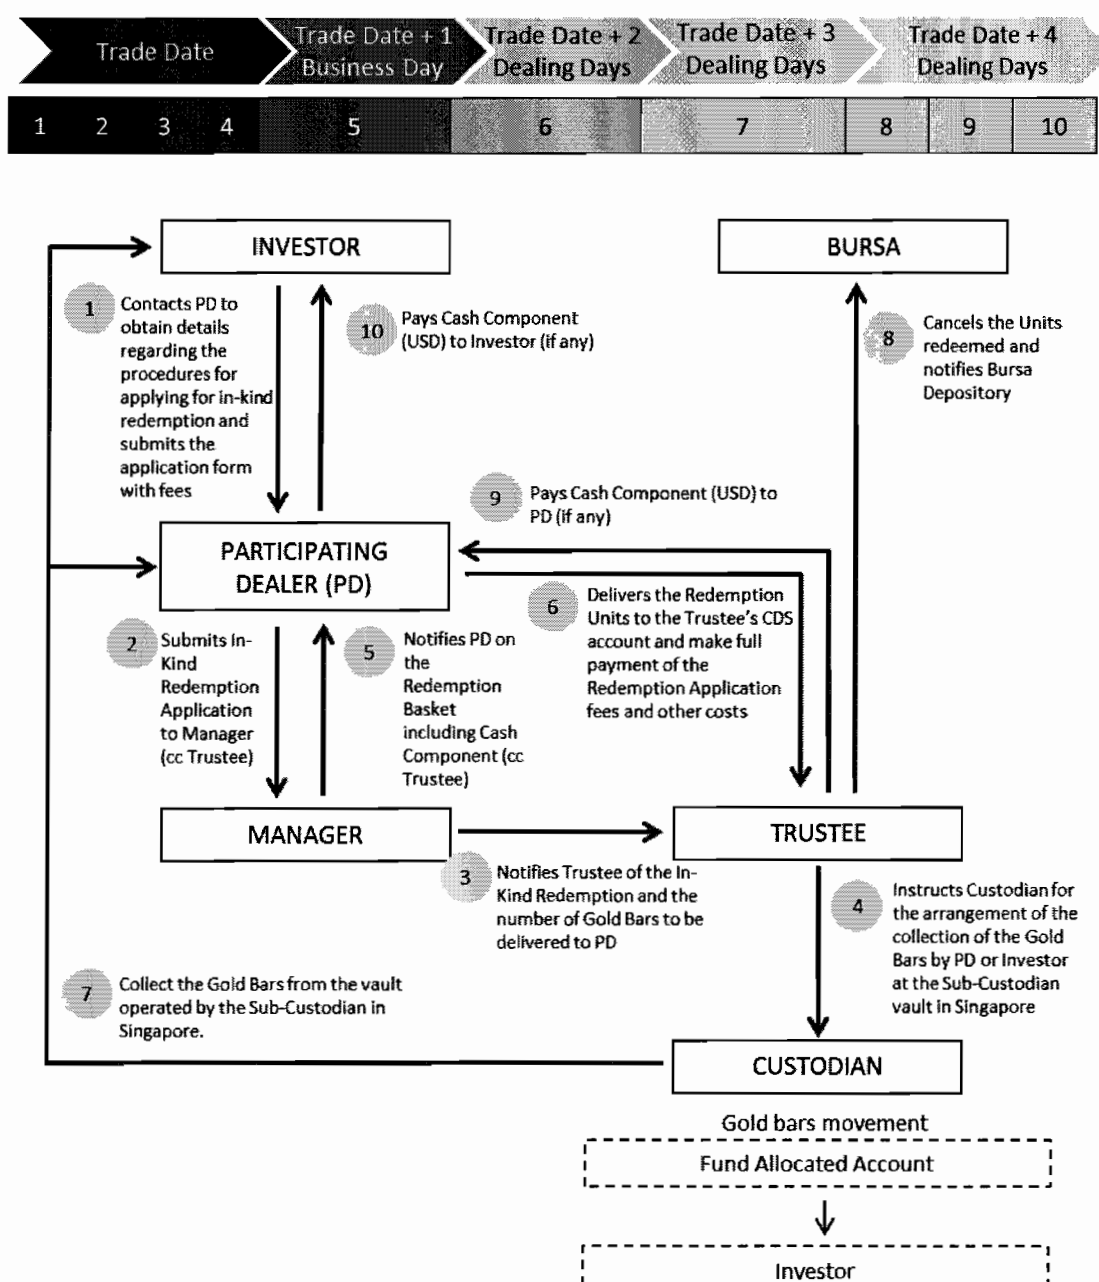 Trade Date
Trade Date + 1
Business Day
Trade Date + 2
Dealing Days
Trade Date + 3
Dealing Days
Trade Date + 4
Dealing Days
1 2 3 4 5 6 7 8 9 10
INVESTOR
BURSA
1
Contacts PD to
obtain details
regarding the
procedures for
applying for in-kind
redemption and
submits the
application form
with fees
10
Pays Cash Component
(USD) to Investor (if any)
8
Cancels the Units
redeemed and
notifies Bursa
Depository
9
Pays Cash Component (USD) to
PD (if any)
PARTICIPATING
DEALER (PD)
6
Delivers the Redemption
Units to the Trustee's CDS
account and make full
payment of the
Redemption Application
fees and other costs
2
Submits In-
Kind
Redemption
Application
to Manager
(cc Trustee)
5
Notifies PD on
the
Redemption
Basket
including Cash
Component (cc
Trustee)
MANAGER
TRUSTEE
3
Notifies Trustee of the In-
Kind Redemption and the
number of Gold Bars to be
delivered to PD
4
Instructs Custodian for
the arrangement of the
collection of the Gold
Bars by PD or Investor
at the Sub-Custodian
vault in Singapore
7
Collect the Gold Bars from the vault
operated by the Sub-Custodian in
Singapore.
CUSTODIAN
Gold bars movement
Fund Allocated Account
Investor